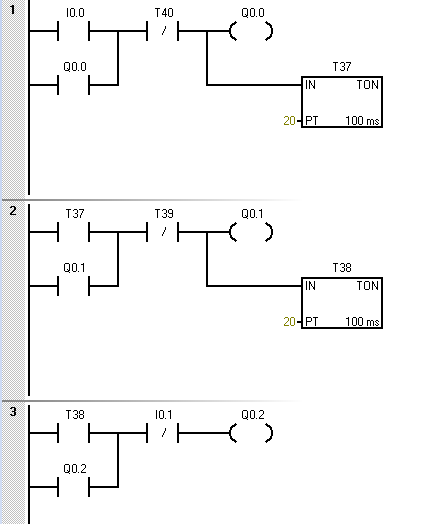 1
I0.0 T40 Q0.0
/
Q0.0
T37
IN TON
20 PT 100 ms
2
T37 T39 Q0.1
/
Q0.1
T38
IN TON
20 PT 100 ms
3
T38 I0.1 Q0.2
/
Q0.2